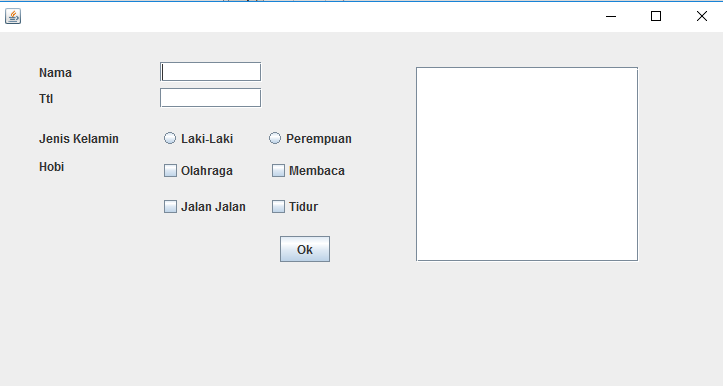 Nama
Ttl
Jenis Kelamin Laki-Laki Perempuan
Hobi Olahraga Membaca
Jalan Jalan Tidur
Ok